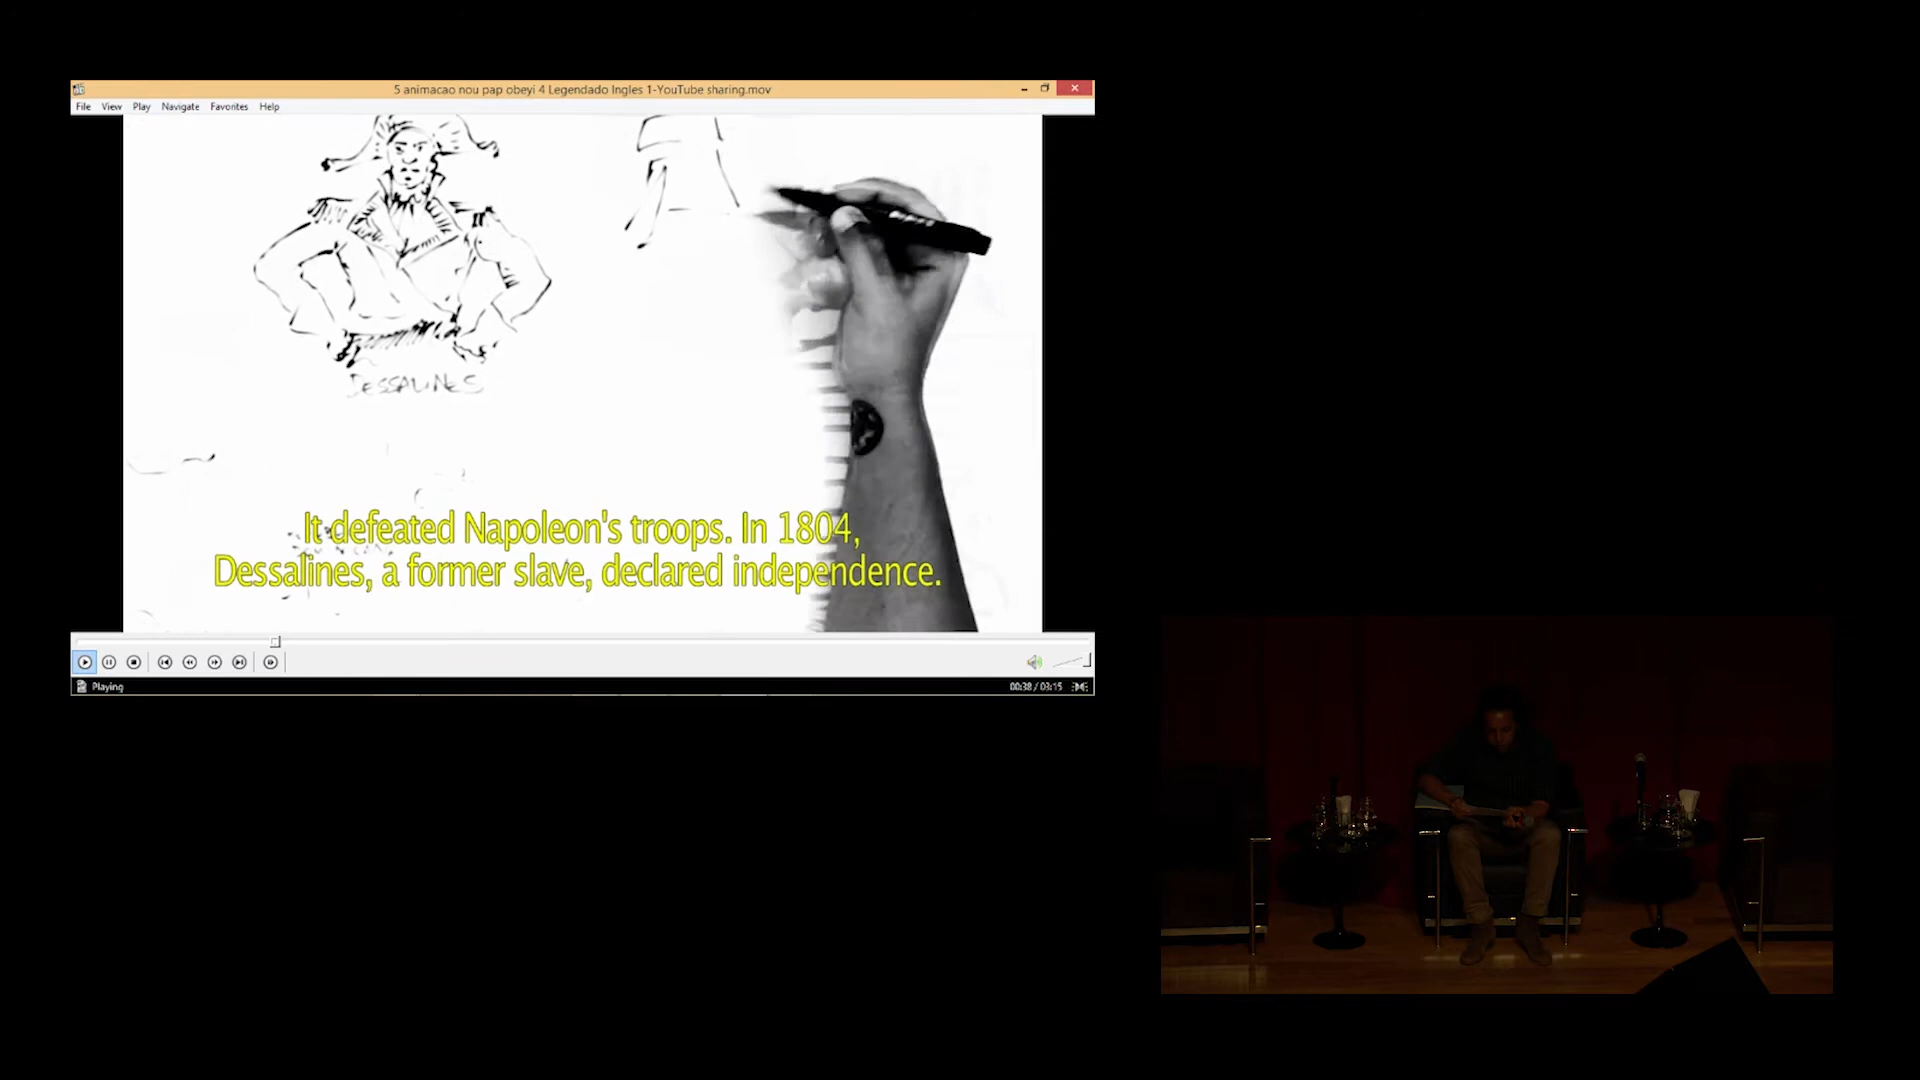 5 animacao nou pap obeyi 4 Legendado Ingles 1-YouTube sharing.mov
File View Play Navigate Favorites Help
DESSALINES
It defeated Napoleon's troops. In 1804,
Dessalines, a former slave, declared independence.
Playing
00:38 / 03:15